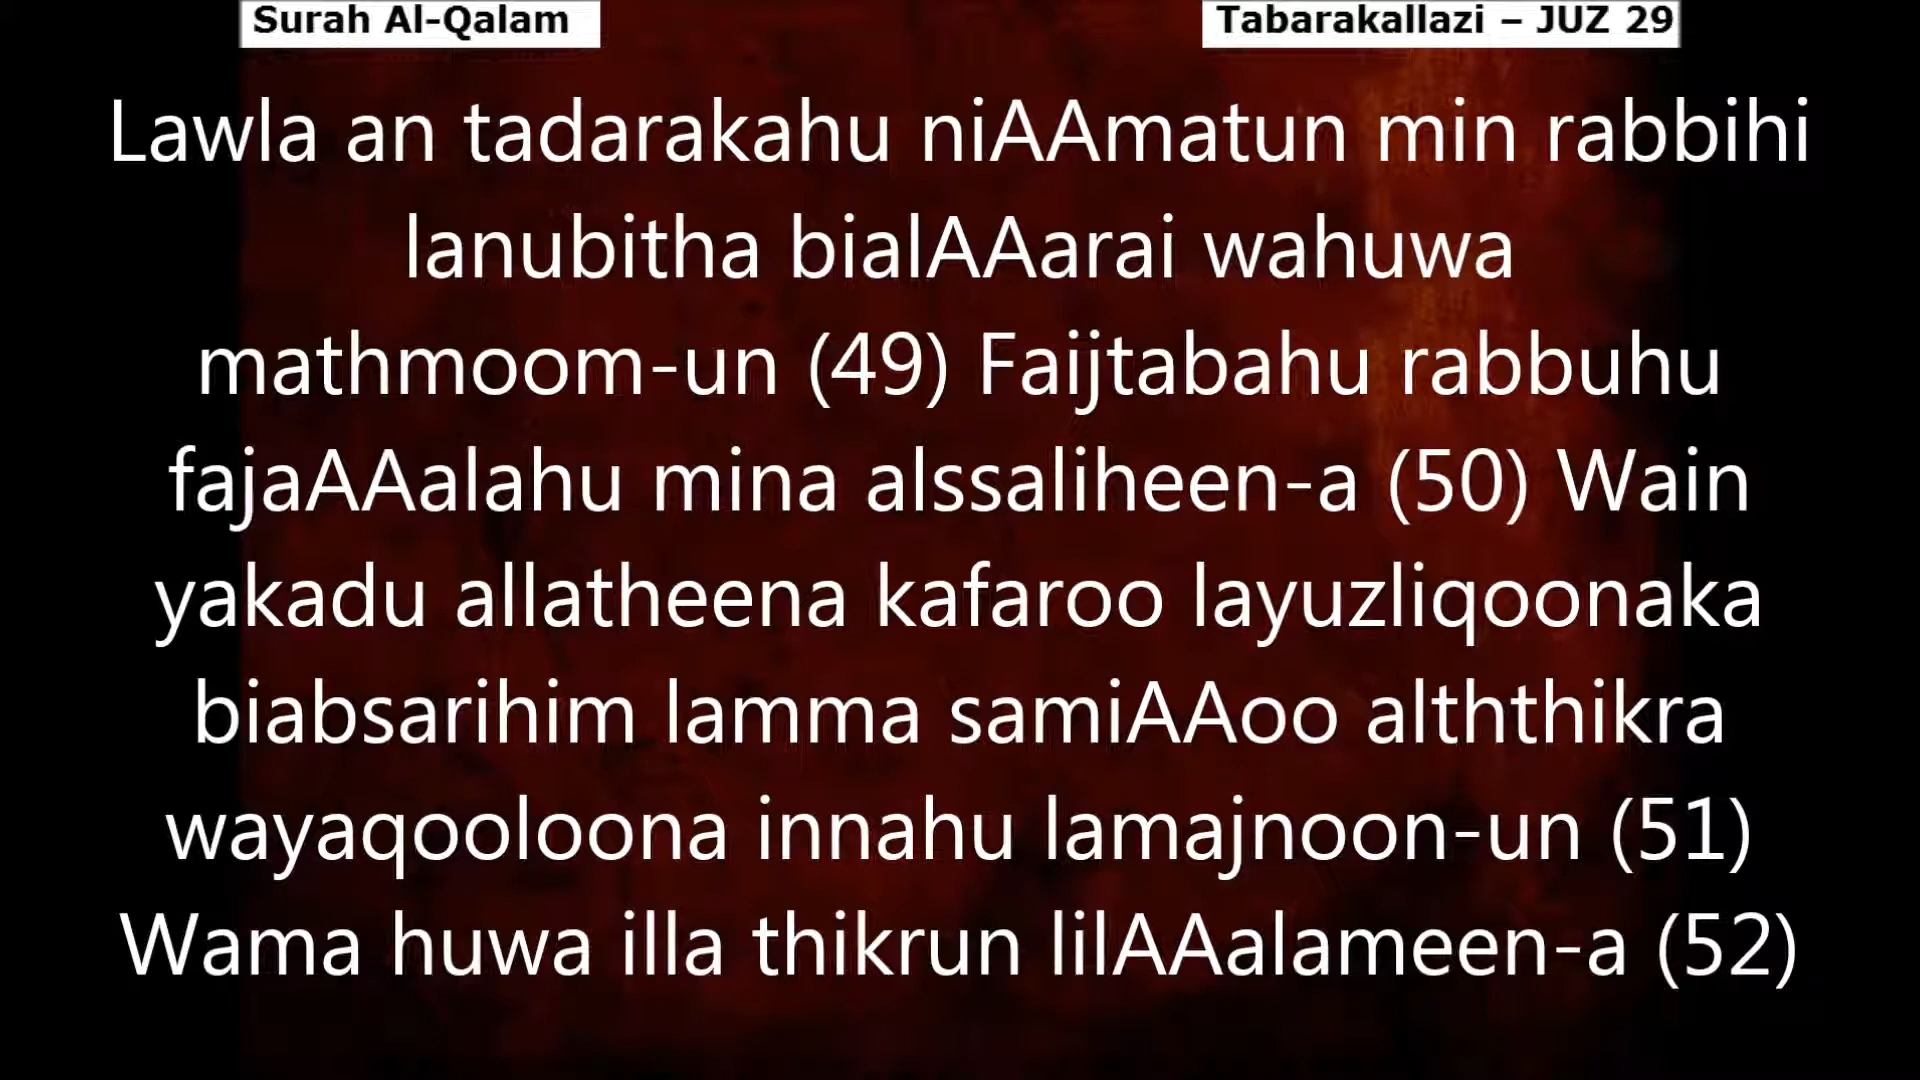 Surah Al-Qalam
Tabarakallazi – JUZ 29
Lawla an tadarakahu niAAmatun min rabbihi
lanubitha bialAAarai wahuwa
mathmoom-un (49) Faijtabahu rabbuhu
fajaAAalahu mina alssaliheen-a (50) Wain
yakadu allatheena kafaroo layuzliqoonaka
biabsarihim lamma samiAAoo alththikra
wayaqooloona innahu lamajnoon-un (51)
Wama huwa illa thikrun lilAAalameen-a (52)